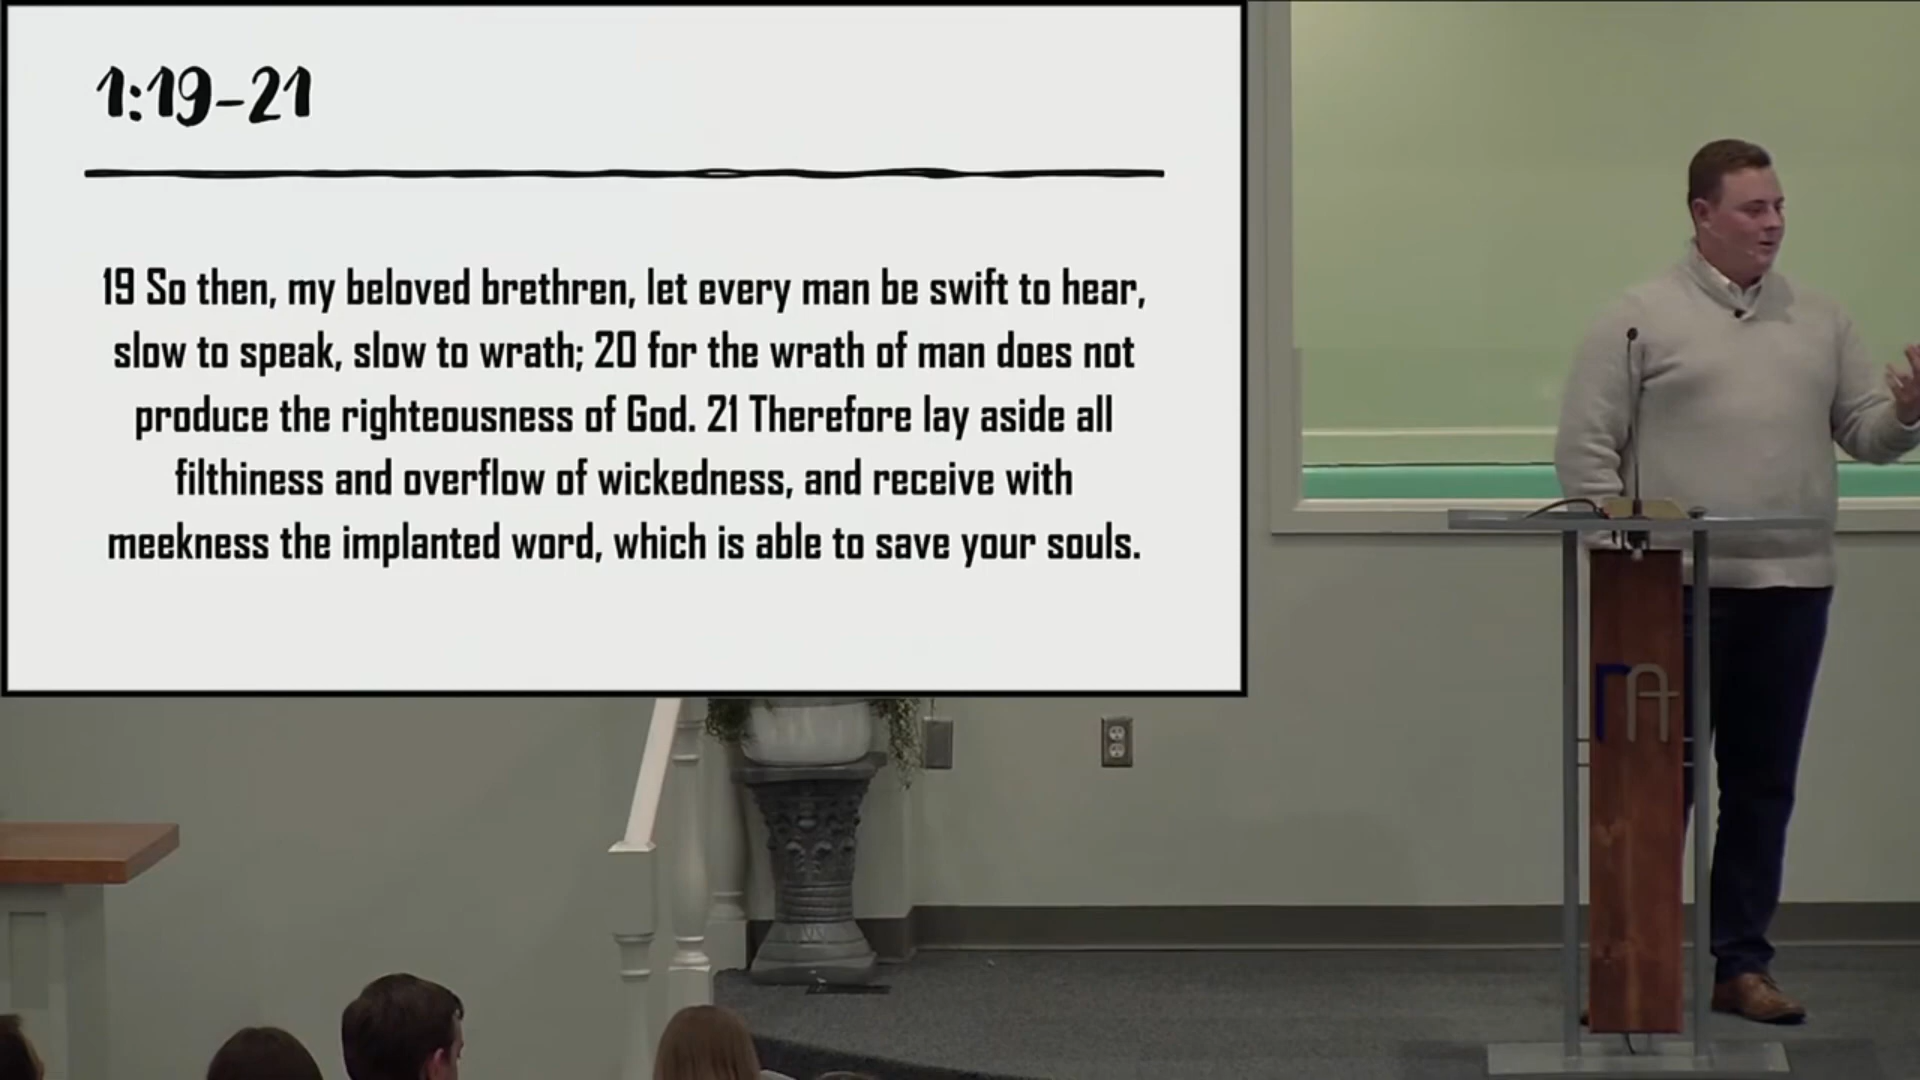 1:19-21
19 So then, my beloved brethren, let every man be swift to hear,
slow to speak, slow to wrath; 20 for the wrath of man does not
produce the righteousness of God. 21 Therefore lay aside all
filthiness and overflow of wickedness, and receive with
meekness the implanted word, which is able to save your souls.